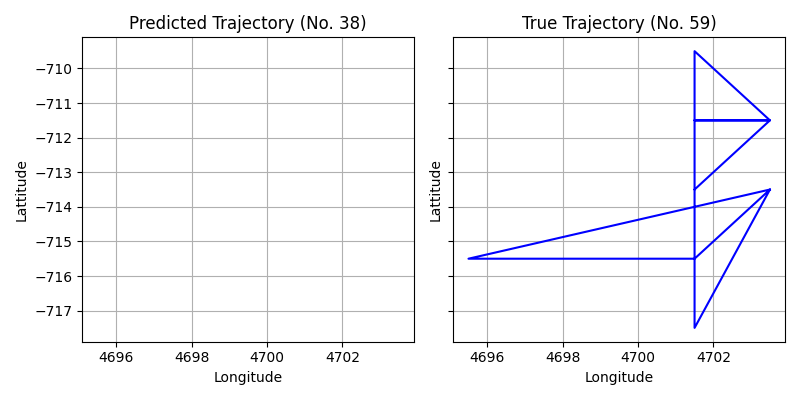 Predicted Trajectory (No. 38)
True Trajectory (No. 59)
Lattitude
−710
−711
−712
−713
−714
−715
−716
−717
4696
4698
4700
4702
Longitude
Lattitude
4696
4698
4700
4702
Longitude